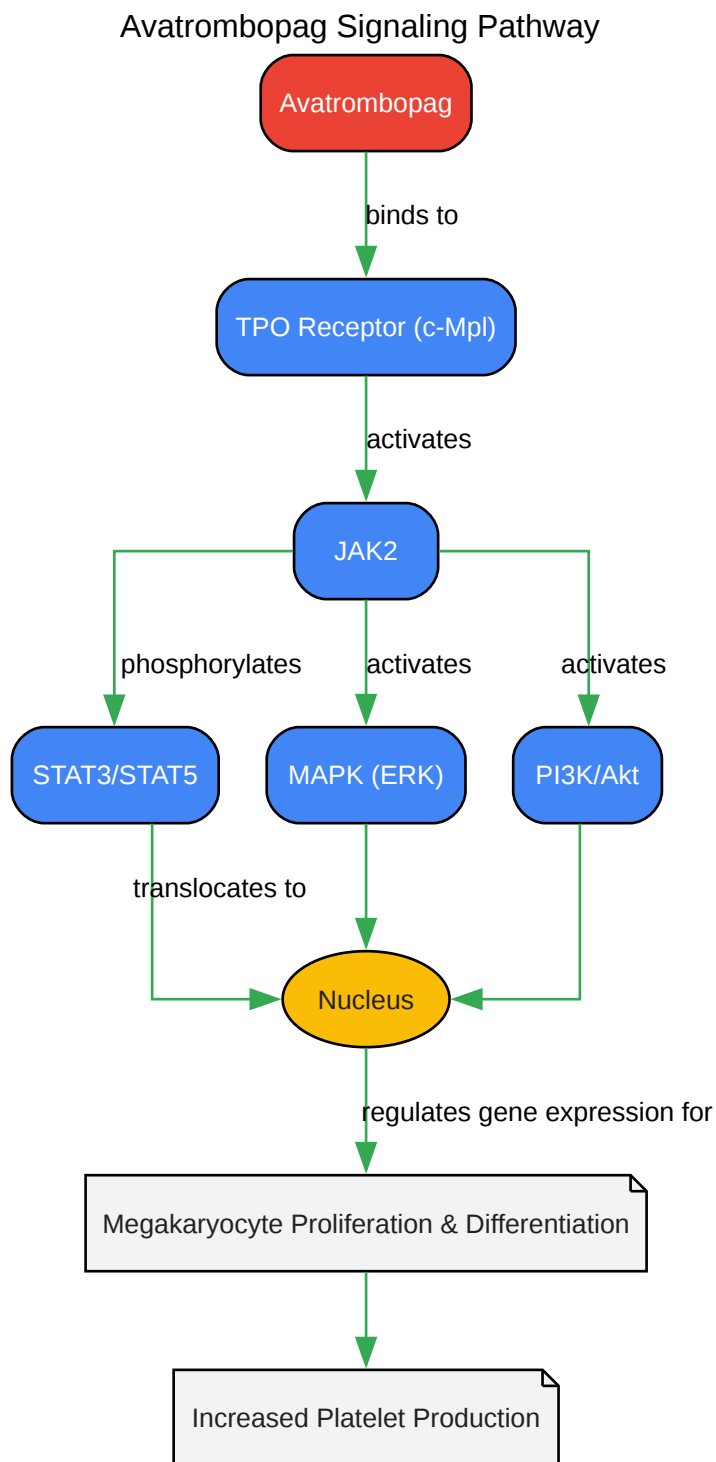 Avatrombopag Signaling Pathway
Avatrombopag
binds to
TPO Receptor (c-Mpl)
activates
JAK2
phosphorylates
activates
activates
STAT3/STAT5
MAPK (ERK)
PI3K/Akt
translocates to
Nucleus
regulates gene expression for
Megakaryocyte Proliferation & Differentiation
Increased Platelet Production